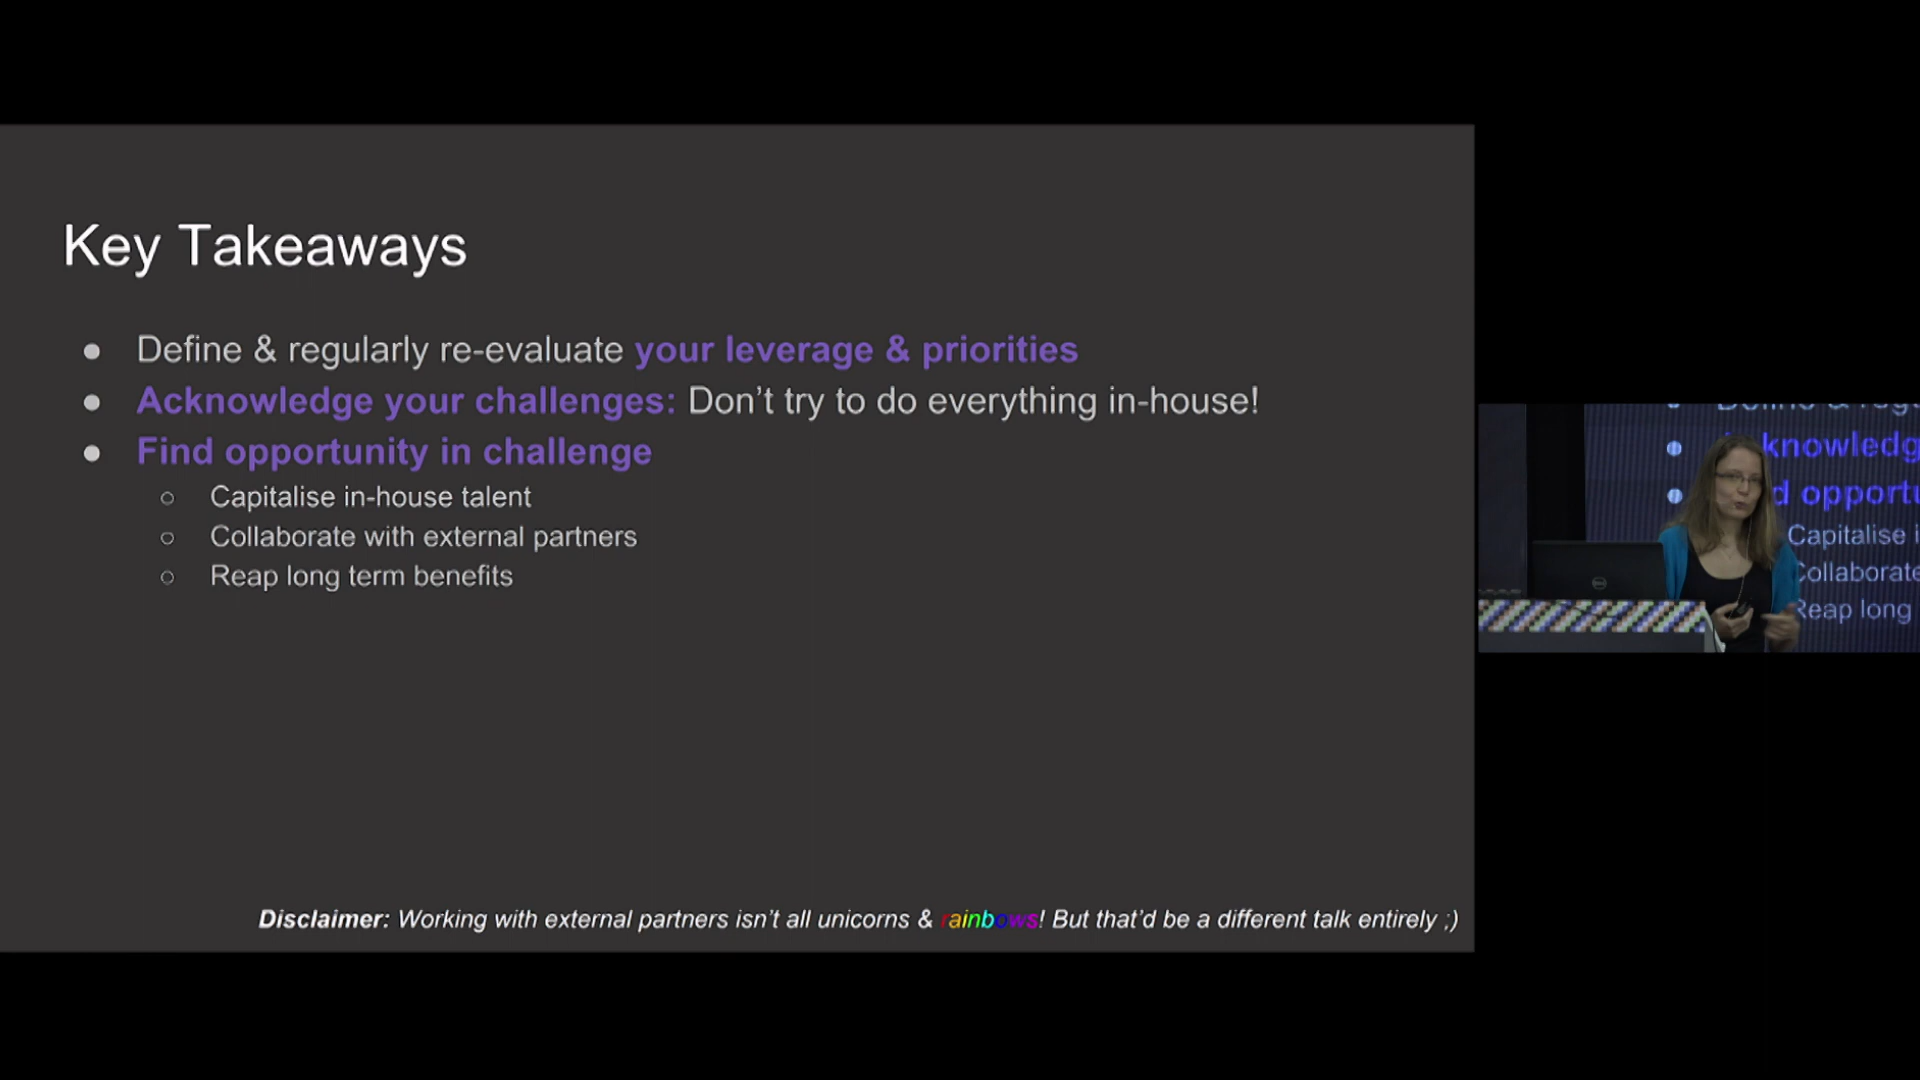 Key Takeaways
● Define & regularly re-evaluate your leverage & priorities
● Acknowledge your challenges: Don't try to do everything in-house!
● Find opportunity in challenge
○ Capitalise in-house talent
○ Collaborate with external partners
○ Reap long term benefits
Disclaimer: Working with external partners isn't all unicorns & rainbows! But that'd be a different talk entirely ;)
knowledg
d opportu
Capitalise i
ollaborate
Reap long